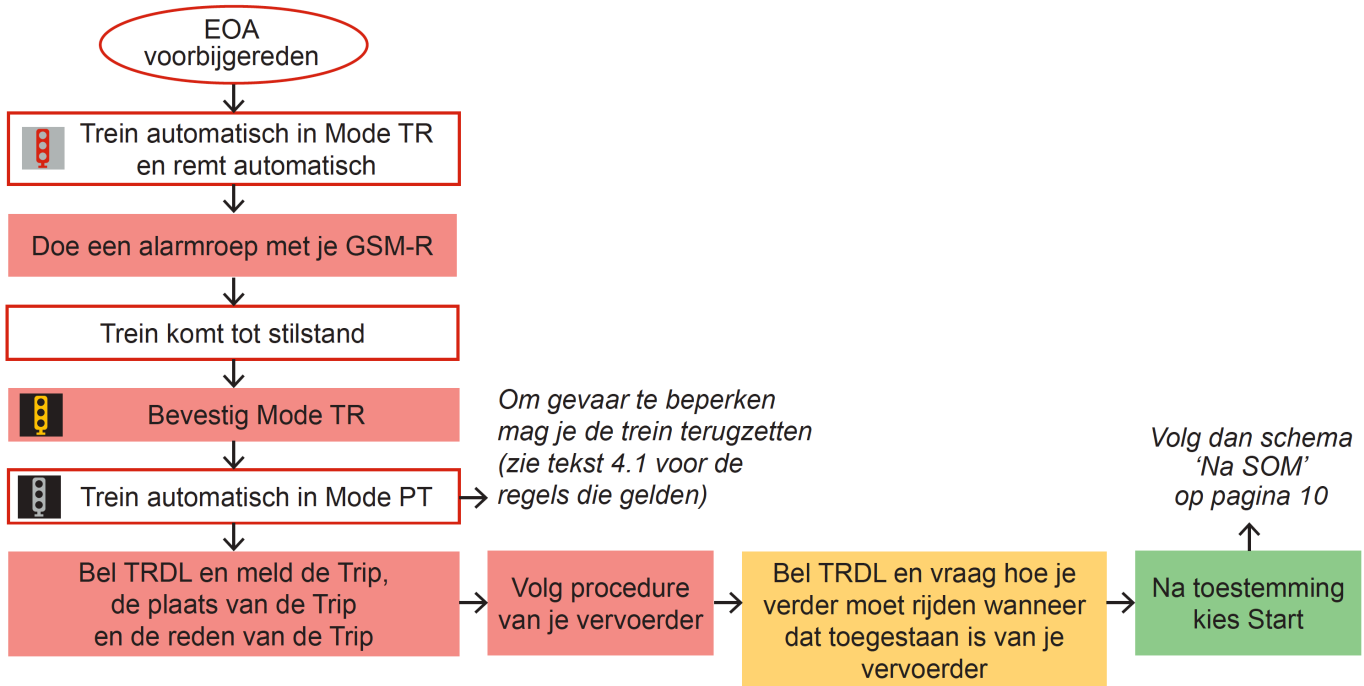 EOA
voorbijgereden
Trein automatisch in Mode TR
en remt automatisch
Doe een alarmroep met je GSM-R
Trein komt tot stilstand
Bevestig Mode TR
Trein automatisch in Mode PT
Om gevaar te beperken
mag je de trein terugzetten
(zie tekst 4.1 voor de
regels die gelden)
Bel TRDL en meld de Trip,
de plaats van de Trip
en de reden van de Trip
Volg procedure
van je vervoerder
Bel TRDL en vraag hoe je
verder moet rijden wanneer
dat toegestaan is van je
vervoerder
Na toestemming
kies Start
Volg dan schema
‘Na SOM’
op pagina 10